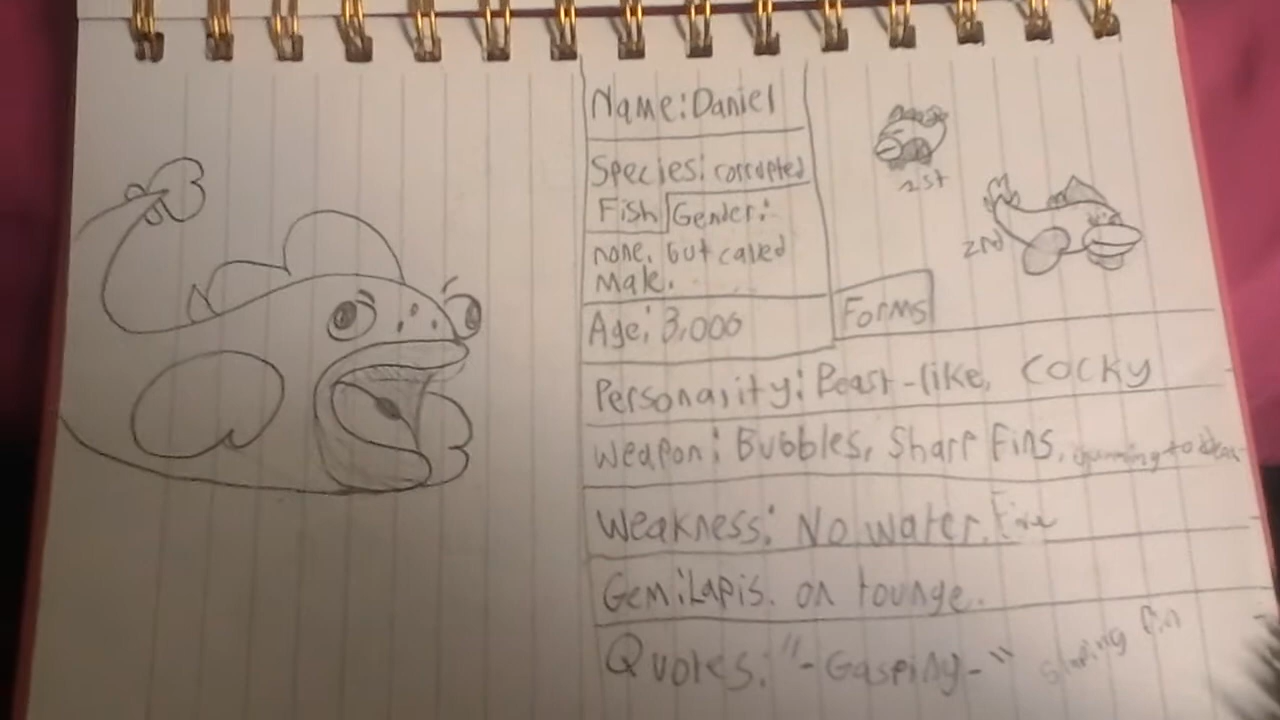 Name: Daniel
Species: corrupted
Fish
Gender:
none. but called
Male.
Age: 3,000
1st
2nd
Forms
Personality: Beast-like, Cocky
Weapon: Bubbles, Sharp Fins,
Weakness: No water. Fire
Gem: Lapis. on tounge.
Quotes: "-Gasping-" fin